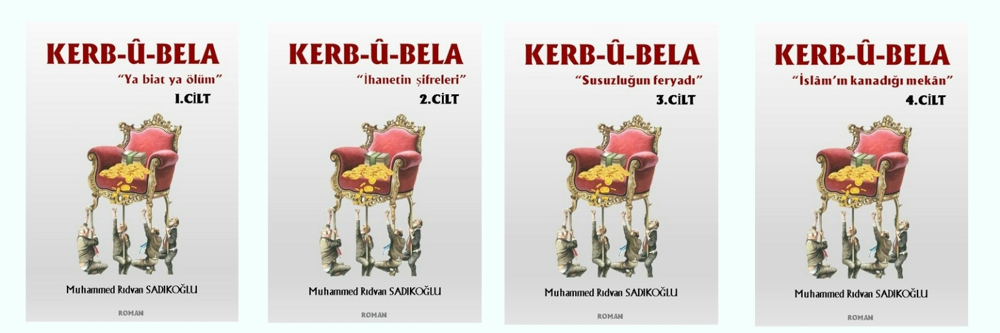 KERB-Û-BELA
“Ya biat ya ölüm”
1.CİLT
Muhammed Rıdvan SADIKOĞLU
ROMAN
KERB-Û-BELA
“İhanetin şifreleri”
2.CİLT
Muhammed Rıdvan SADIKOĞLU
ROMAN
KERB-Û-BELA
“Susuzluğun feryadı”
3.CİLT
Muhammed Rıdvan SADIKOĞLU
ROMAN
KERB-Û-BELA
“İslâm’ın kanadığı mekân”
4.CİLT
Muhammed Rıdvan SADIKOĞLU
ROMAN